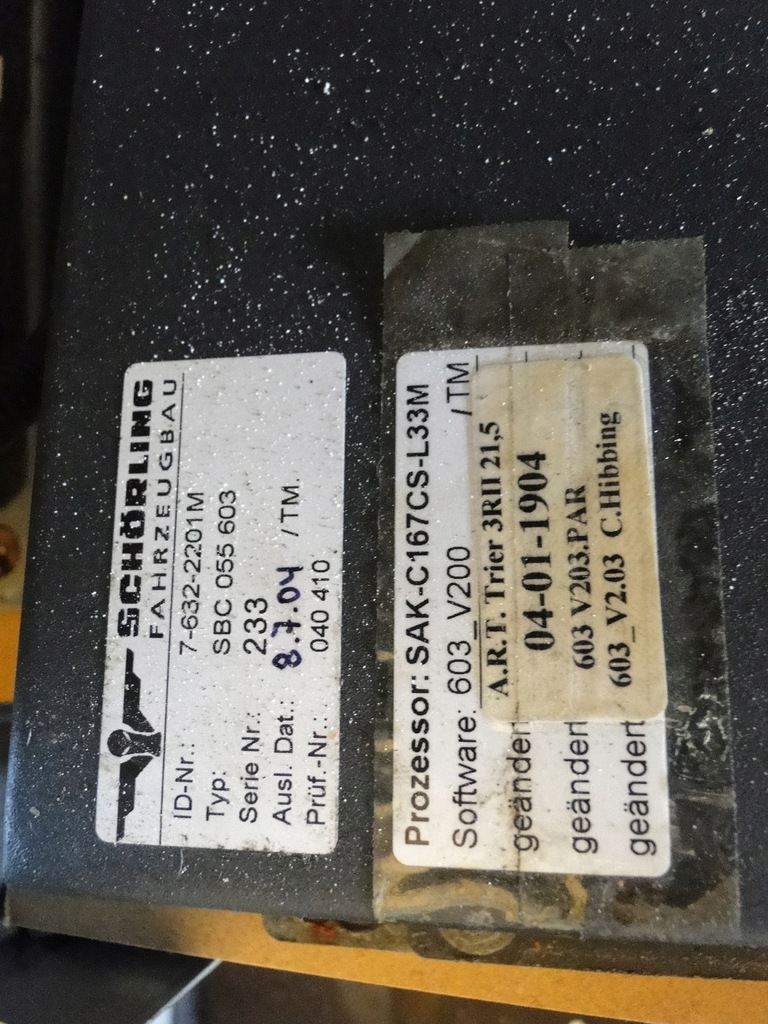 SCHÖRLING
FAHRZEUGBAU
ID-Nr.: 7-632-2201M
Typ: SBC 055 603
Serie Nr.: 233
Ausl. Dat.: 8.7.04 /TM.
Prüf.-Nr.: 040 410
Prozessor: SAK-C167CS-L33M
Software: 603_V200 /TM
geändert
geändert
geändert
A.R.T. Trier 3RII 21,5
04-01-1904
603 V203.PAR
603_V2.03 C.Hibbing